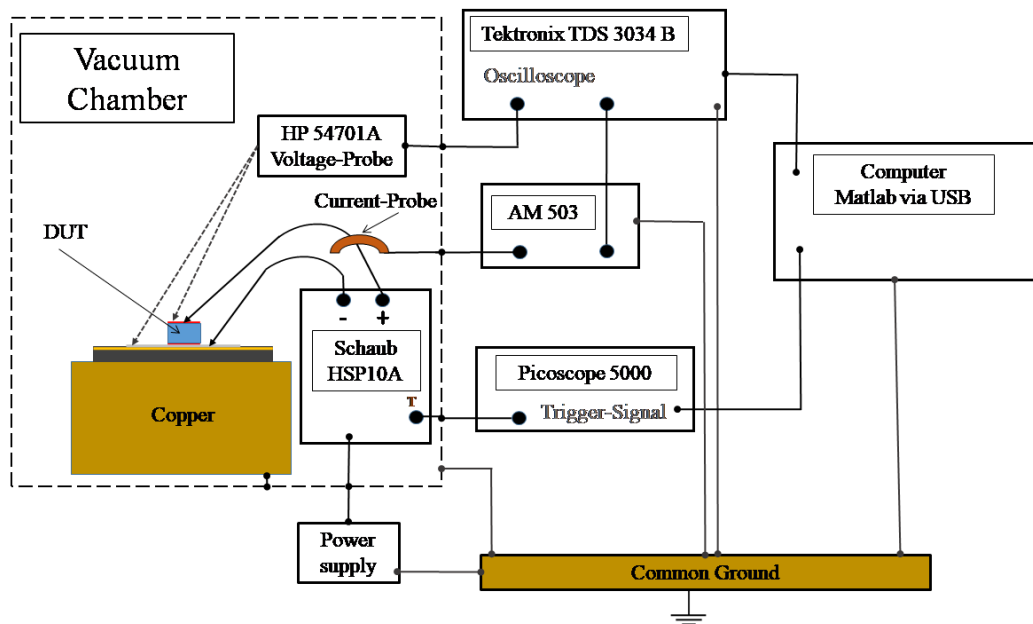 Vacuum
Chamber
Tektronix TDS 3034 B
Oscilloscope
HP 54701A
Voltage-Probe
Computer
Matlab via USB
Current-Probe
AM 503
DUT
- +
Schaub
HSP10A
T
Picoscope 5000
Trigger-Signal
Copper
Power
supply
Common Ground